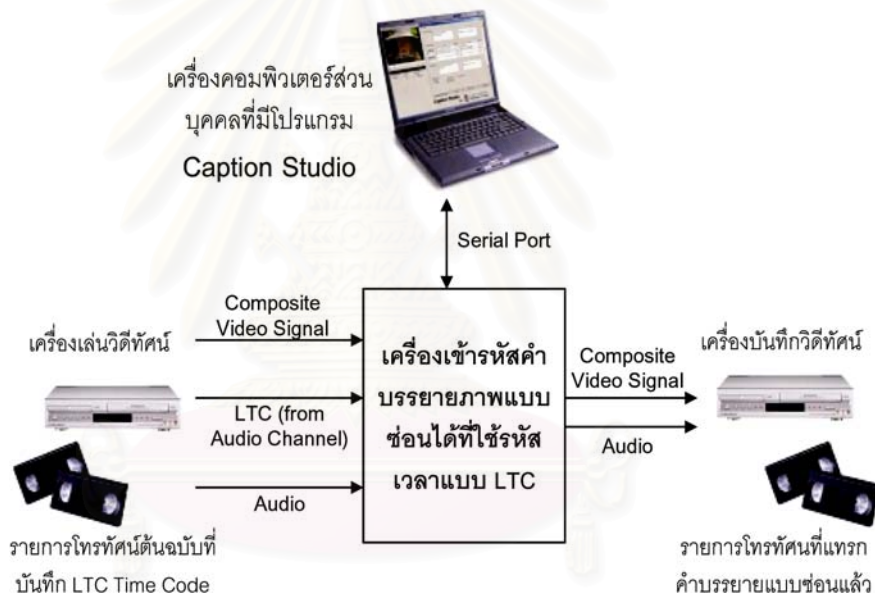 เครื่องคอมพิวเตอร์ส่วน
บุคคลที่มีโปรแกรม
Caption Studio
Serial Port
Composite
Video Signal
เครื่องเล่นวิดีทัศน์
LTC (from
Audio Channel)
Audio
รายการโทรทัศน์ต้นฉบับที่
บันทึก LTC Time Code
เครื่องเข้ารหัสคำ
บรรยายภาพแบบ
ซ่อนได้ที่ใช้รหัส
เวลาแบบ LTC
Composite
Video Signal
Audio
เครื่องบันทึกวิดีทัศน์
รายการโทรทัศน์ที่แทรก
คำบรรยายแบบซ่อนแล้ว